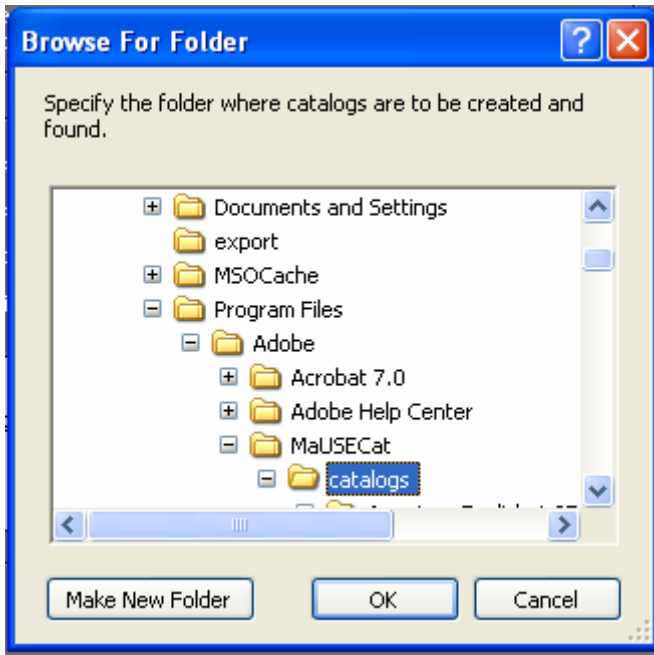 Browse For Folder
Specify the folder where catalogs are to be created and
found.
Documents and Settings
export
MSOCache
Program Files
Adobe
Acrobat 7.0
Adobe Help Center
MaUSECat
catalogs
Make New Folder
OK
Cancel